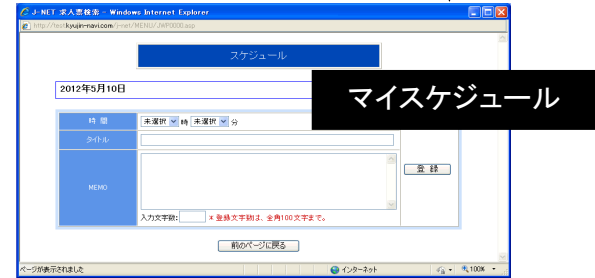 J-NET 求人票検索 - Windows Internet Explorer
http://testkyujin-navi.com/j-net/MENU/JWP0000.asp
スケジュール
2012年5月10日
マイスケジュール
時 間
未選択 時 未選択 分
タイトル
MEMO
登 録
入力文字数: *登録文字数は、全角100文字まで。
前のページに戻る
ページが表示されました
インターネット
100%